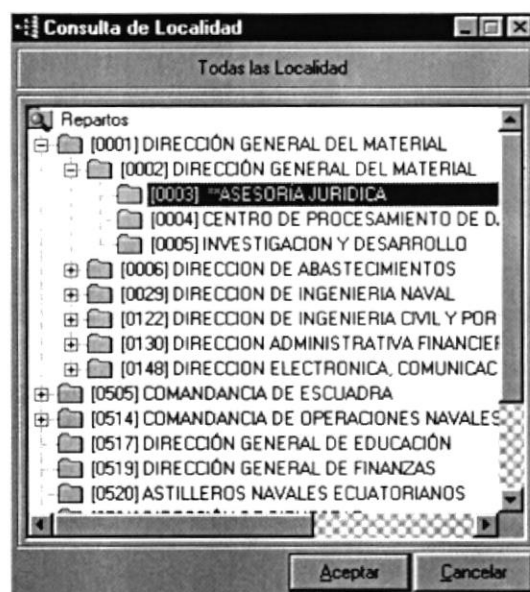 Consulta de Localidad
Todas las Localidad
Repartos
[0001] DIRECCIÓN GENERAL DEL MATERIAL
[0002] DIRECCIÓN GENERAL DEL MATERIAL
[0003] **ASESORIA JURIDICA
[0004] CENTRO DE PROCESAMIENTO DE D.
[0005] INVESTIGACION Y DESARROLLO
[0006] DIRECCION DE ABASTECIMIENTOS
[0029] DIRECCION DE INGENIERIA NAVAL
[0122] DIRECCION DE INGENIERIA CIVIL Y POR
[0130] DIRECCION ADMINISTRATIVA FINANCIER
[0148] DIRECCION ELECTRONICA, COMUNICAC
[0505] COMANDANCIA DE ESCUADRA
[0514] COMANDANCIA DE OPERACIONES NAVALES
[0517] DIRECCIÓN GENERAL DE EDUCACIÓN
[0519] DIRECCIÓN GENERAL DE FINANZAS
[0520] ASTILLEROS NAVALES ECUATORIANOS
Aceptar Cancelar